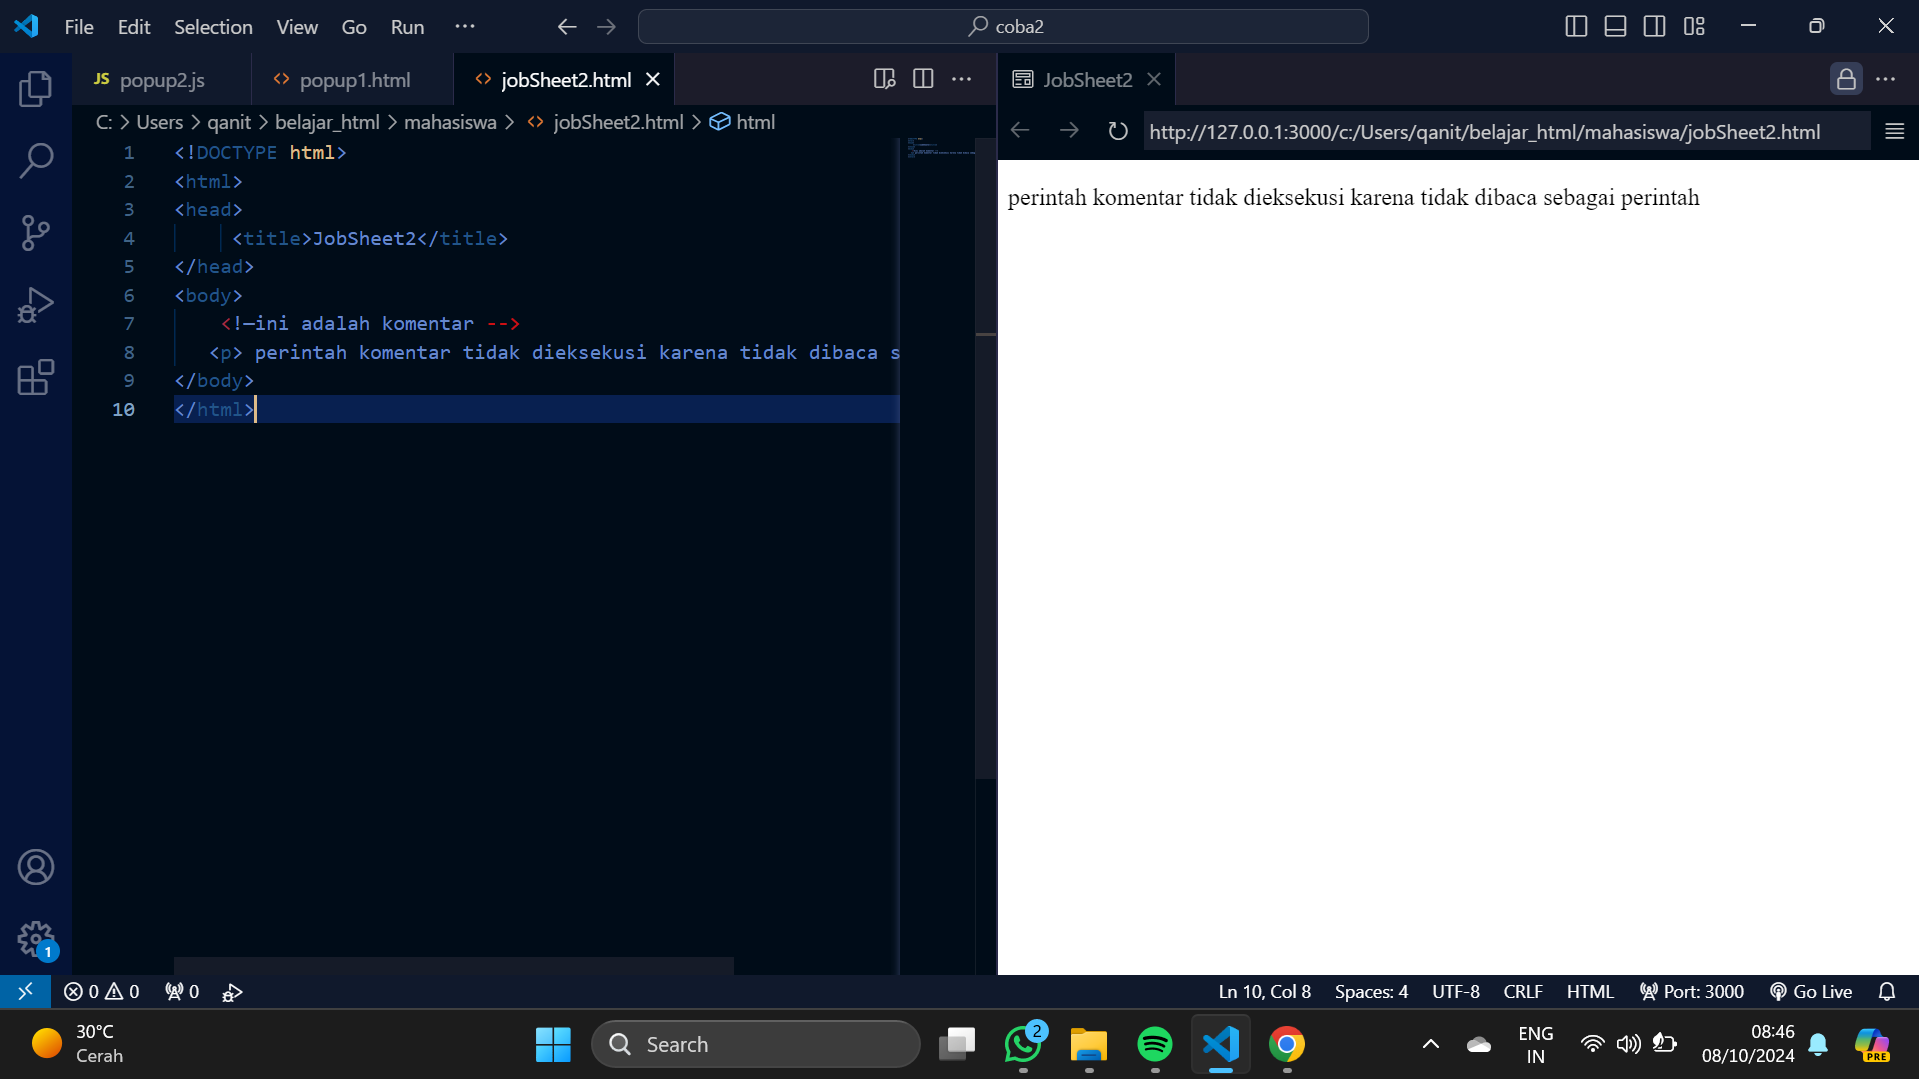 File Edit Selection View Go Run ··· coba2
JS popup2.js <> popup1.html <> jobSheet2.html
C: > Users > qanit > belajar_html > mahasiswa > <> jobSheet2.html > html
1 <!DOCTYPE html>
2 <html>
3 <head>
4 <title>JobSheet2</title>
5 </head>
6 <body>
7 <!—ini adalah komentar -->
8 <p> perintah komentar tidak dieksekusi karena tidak dibaca s
9 </body>
10 </html>
JobSheet2
http://127.0.0.1:3000/c:/Users/qanit/belajar_html/mahasiswa/jobSheet2.html
perintah komentar tidak dieksekusi karena tidak dibaca sebagai perintah
1
0 0 0 Ln 10, Col 8 Spaces: 4 UTF-8 CRLF HTML Port: 3000 Go Live
30°C
Cerah
Search
2
ENG
IN
08:46
08/10/2024
PRE